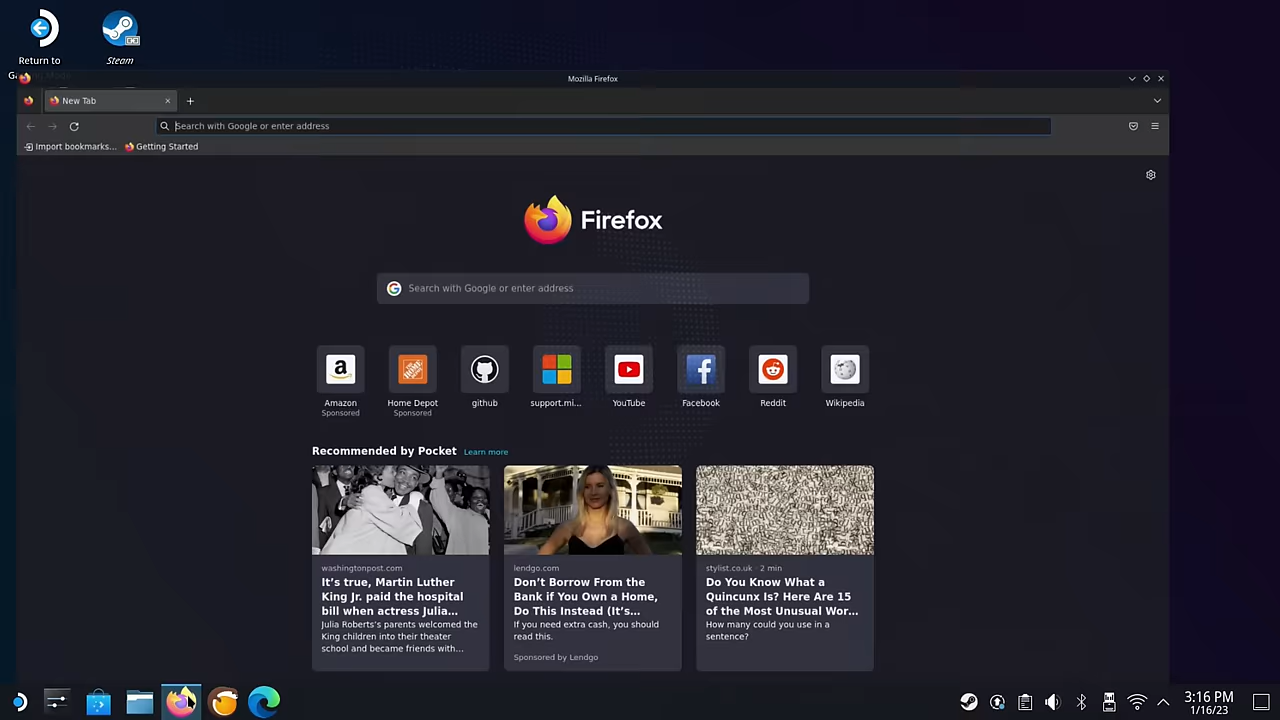 Return to
Steam
Mozilla Firefox
New Tab
Search with Google or enter address
Import bookmarks...
Getting Started
Firefox
Search with Google or enter address
Amazon
Sponsored
Home Depot
Sponsored
github
support.mi...
YouTube
Facebook
Reddit
Wikipedia
Recommended by Pocket Learn more
washingtonpost.com
It’s true, Martin Luther
King Jr. paid the hospital
bill when actress Julia...
Julia Roberts’s parents welcomed the
King children into their theater
school and became friends with...
lendgo.com
Don’t Borrow From the
Bank if You Own a Home,
Do This Instead (It’s...
If you need extra cash, you should
read this.
Sponsored by Lendgo
stylist.co.uk · 2 min
Do You Know What a
Quincunx Is? Here Are 15
of the Most Unusual Wor...
How many could you use in a
sentence?
3:16 PM
1/16/23